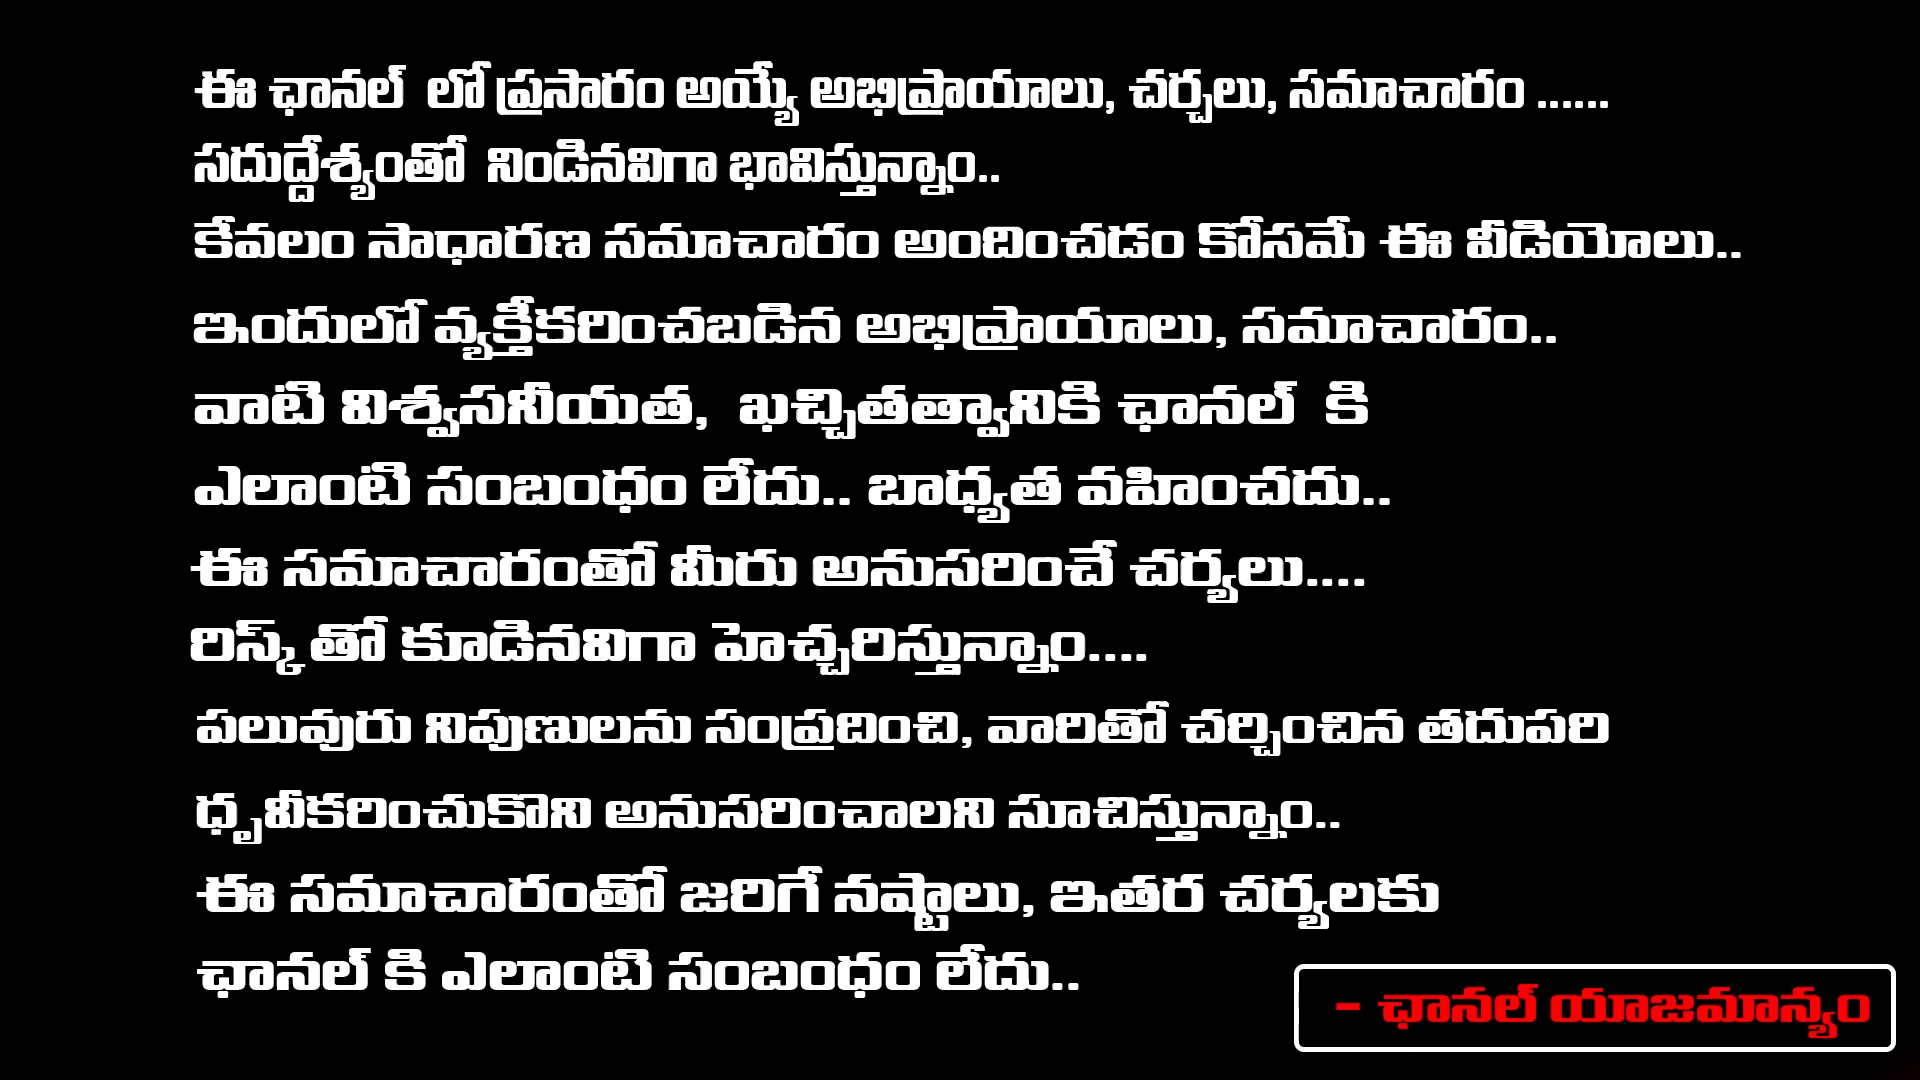 ఈ ఛానల్ లో ప్రసారం అయ్యే అభిప్రాయాలు, చర్చలు, సమాచారం ......
సదుద్దేశ్యంతో నిండినవిగా భావిస్తున్నాం..
కేవలం సాధారణ సమాచారం అందించడం కోసమే ఈ వీడియోలు..
ఇందులో వ్యక్తీకరించబడిన అభిప్రాయాలు, సమాచారం..
వాటి విశ్వసనీయత, ఖచ్చితత్వానికి ఛానల్ కి
ఎలాంటి సంబంధం లేదు.. బాధ్యత వహించదు..
ఈ సమాచారంతో మీరు అనుసరించే చర్యలు....
రిస్క్ తో కూడినవిగా హెచ్చరిస్తున్నాం....
పలువురు నిపుణులను సంప్రదించి, వారితో చర్చించిన తదుపరి
ధృవీకరించుకొని అనుసరించాలని సూచిస్తున్నాం..
ఈ సమాచారంతో జరిగే నష్టాలు, ఇతర చర్యలకు
ఛానల్ కి ఎలాంటి సంబంధం లేదు..
- ఛానల్ యాజమాన్యం